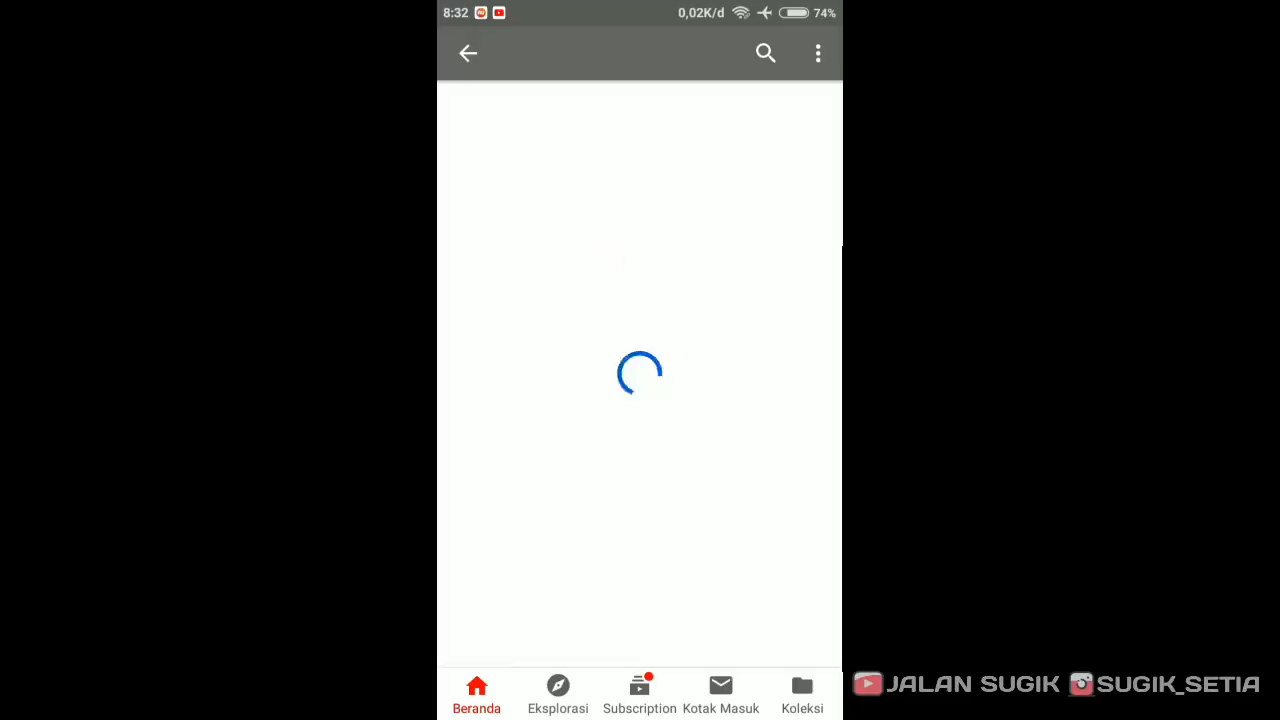 8:32 0,02K/d 74%
Beranda Eksplorasi Subscription Kotak Masuk Koleksi
JALAN SUGIK SUGIK_SETIA